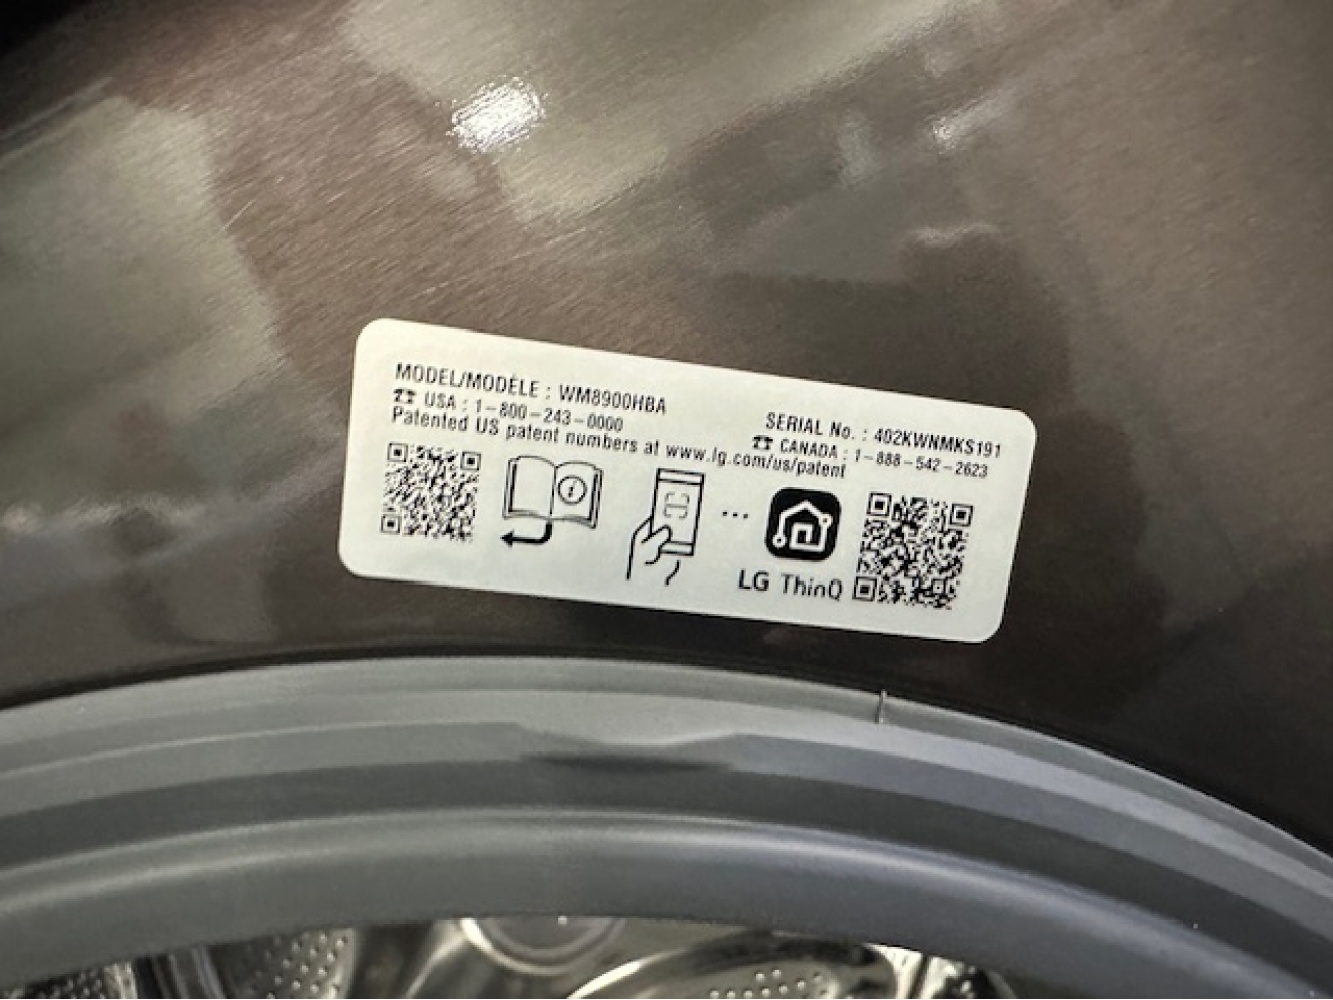 MODEL/MODÈLE : WM8900HBA
SERIAL No. : 402KWNMKS191
☎ USA : 1-800-243-0000
☎ CANADA : 1-888-542-2623
Patented US patent numbers at www.lg.com/us/patent
LG ThinQ